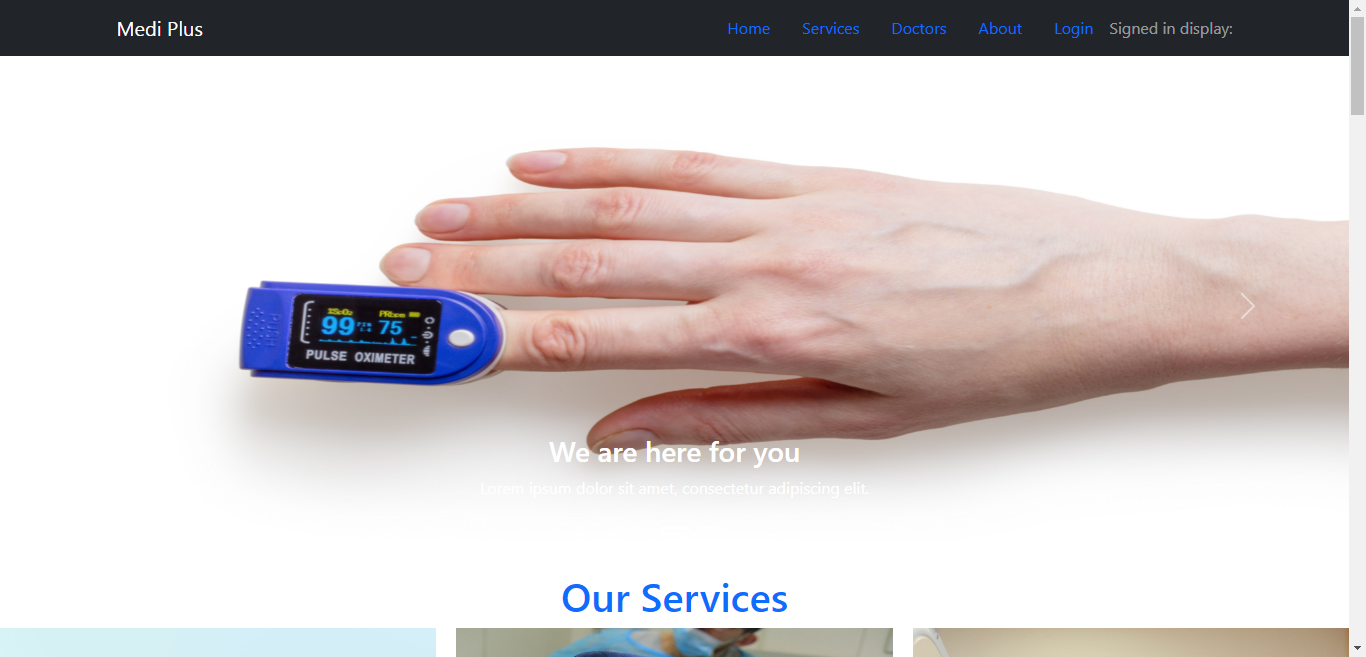 Medi Plus
Home Services Doctors About Login Signed in display:
%SpO2 PRbpm
99 75
PULSE OXIMETER
We are here for you
Lorem ipsum dolor sit amet, consectetur adipiscing elit.
Our Services